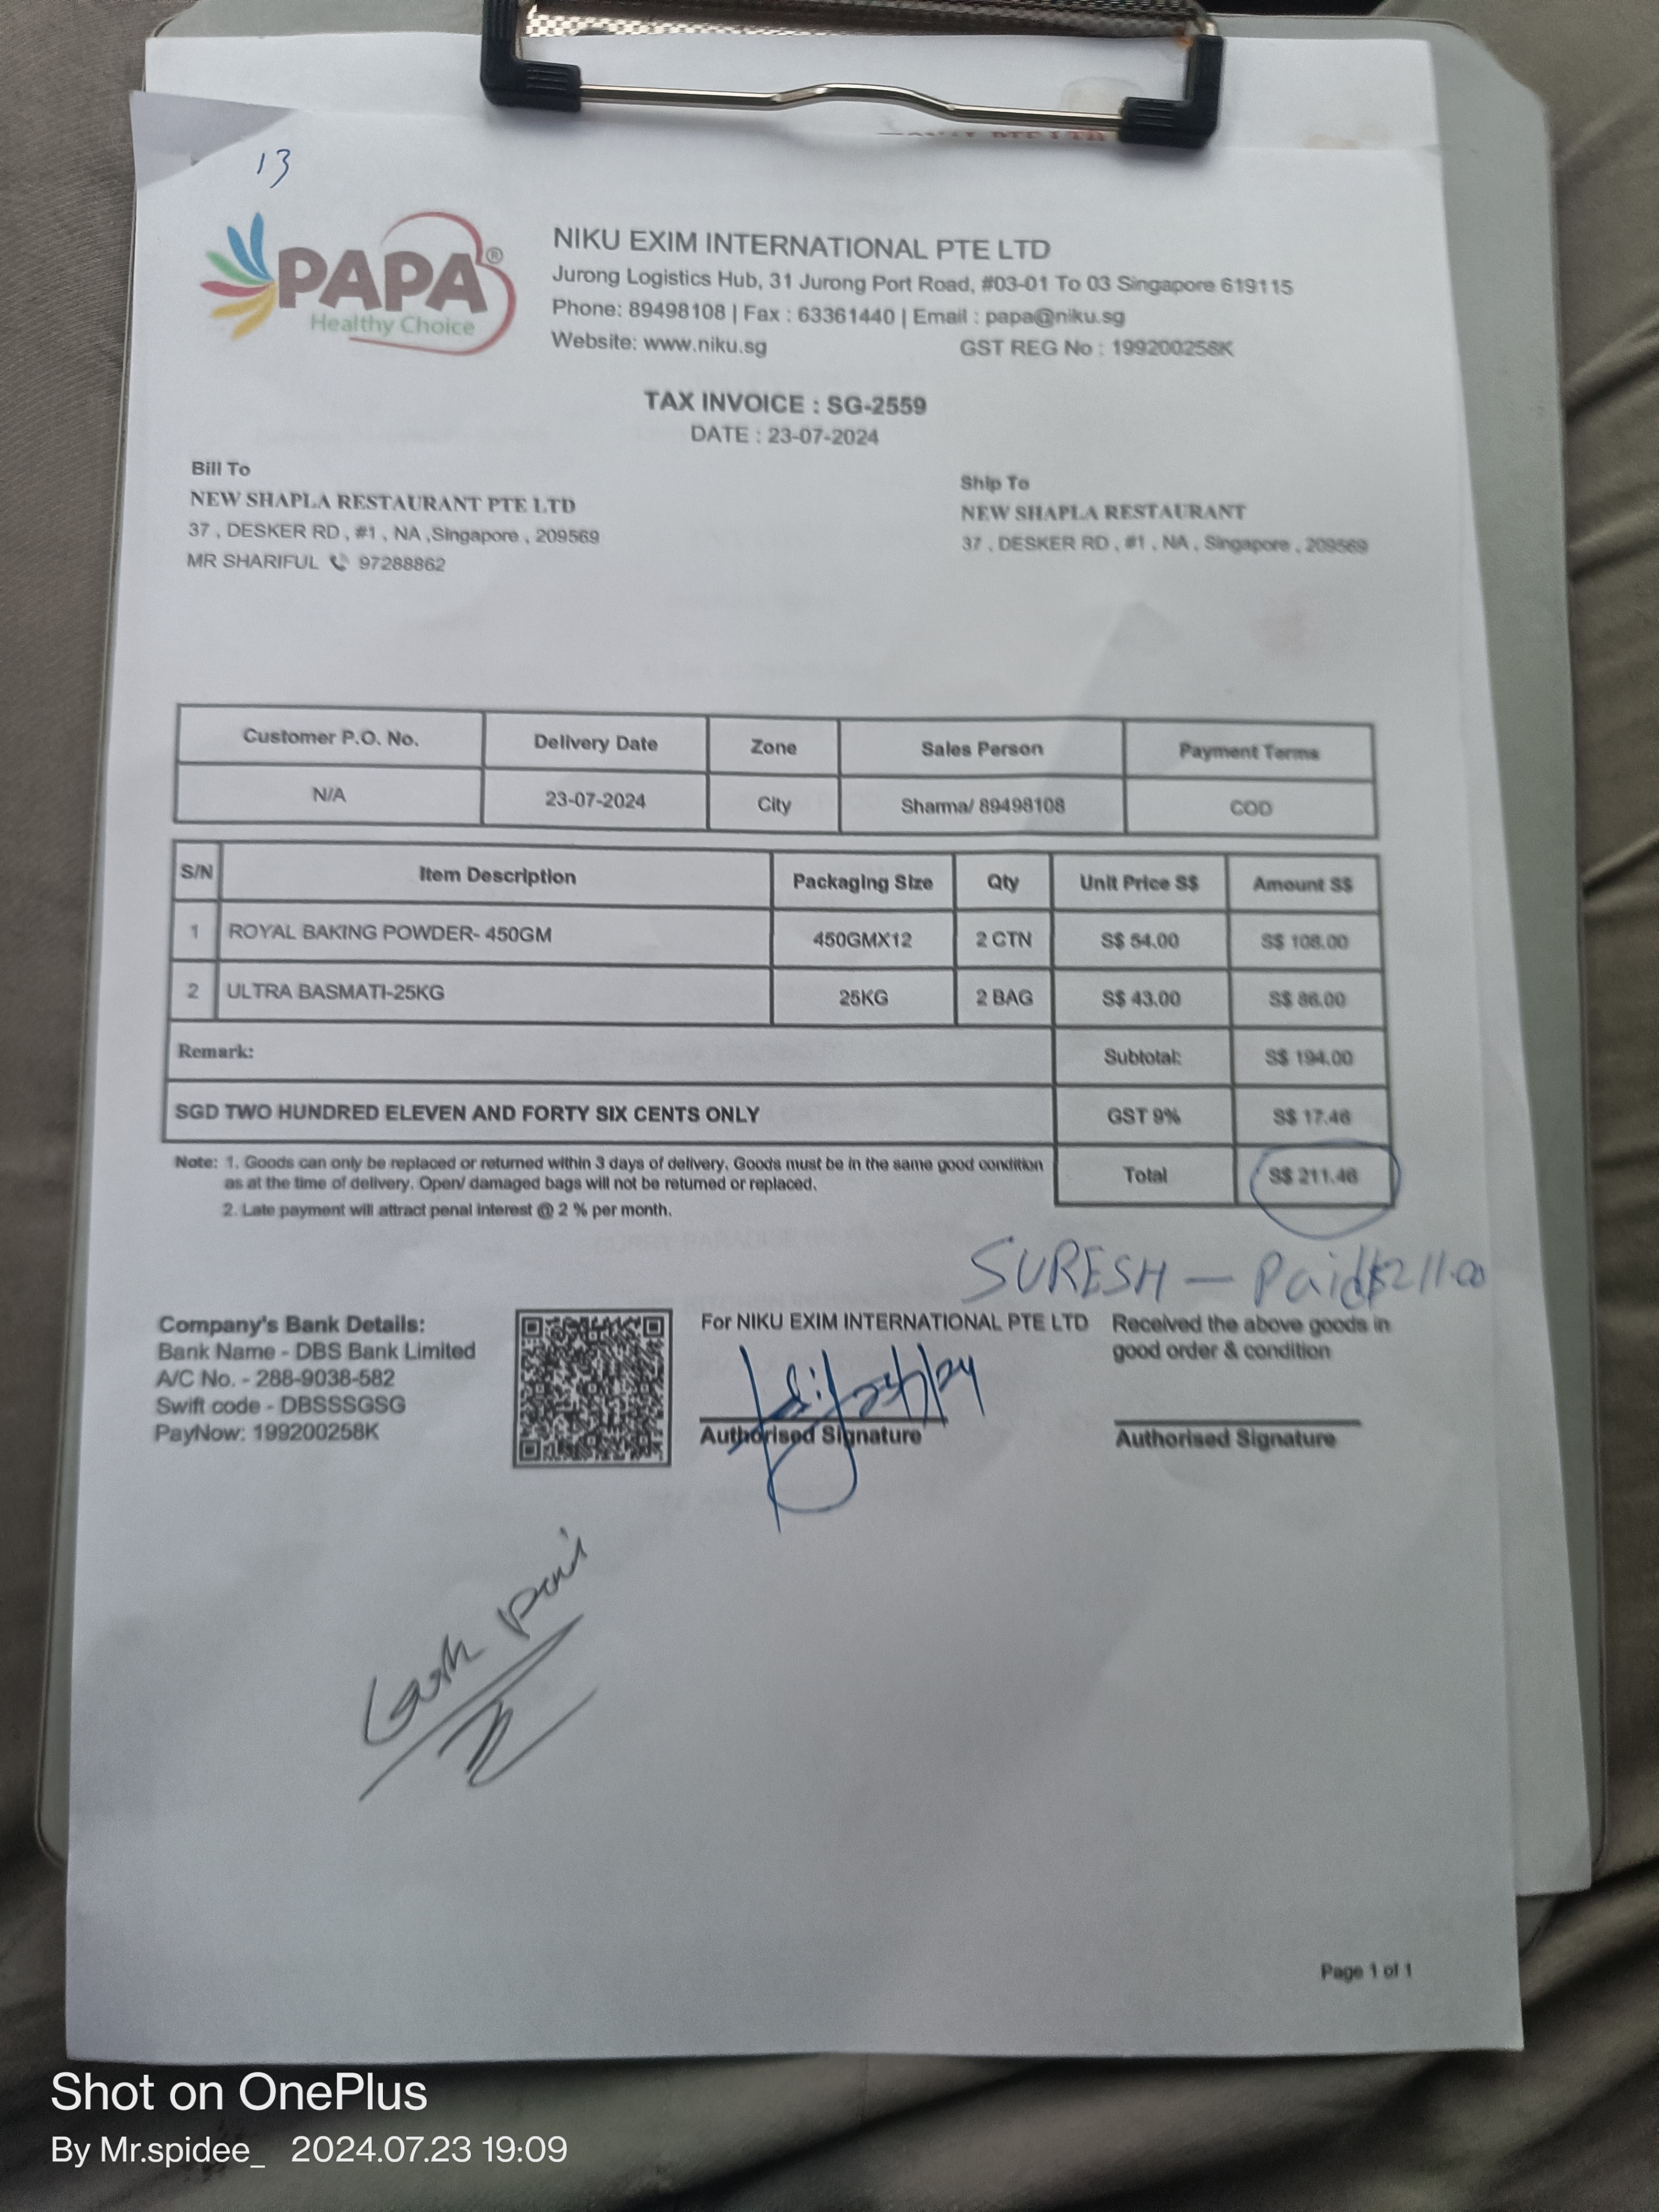 13
PAPA®
Healthy Choice
NIKU EXIM INTERNATIONAL PTE LTD
Jurong Logistics Hub, 31 Jurong Port Road, #03-01 To 03 Singapore 619115
Phone: 89498108 | Fax : 63361440 | Email : papa@niku.sg
Website: www.niku.sg GST REG No : 199200258K
TAX INVOICE : SG-2559
DATE : 23-07-2024
Bill To
NEW SHAPLA RESTAURANT PTE LTD
37 , DESKER RD , #1 , NA ,Singapore , 209569
MR SHARIFUL 97288862
Ship To
NEW SHAPLA RESTAURANT
37 , DESKER RD , #1 , NA , Singapore , 209569
Customer P.O. No. Delivery Date Zone Sales Person Payment Terms
N/A 23-07-2024 City Sharma/ 89498108 COD
S/N Item Description Packaging Size Qty Unit Price S$ Amount S$
1 ROYAL BAKING POWDER- 450GM 450GMX12 2 CTN S$ 54.00 S$ 108.00
2 ULTRA BASMATI-25KG 25KG 2 BAG S$ 43.00 S$ 86.00
Remark: Subtotal: S$ 194.00
SGD TWO HUNDRED ELEVEN AND FORTY SIX CENTS ONLY GST 9% S$ 17.46
Total S$ 211.46
Note: 1. Goods can only be replaced or returned within 3 days of delivery. Goods must be in the same good condition
as at the time of delivery. Open/ damaged bags will not be returned or replaced.
2. Late payment will attract penal interest @ 2 % per month.
SURESH — Paid $211.00
Company's Bank Details:
Bank Name - DBS Bank Limited
A/C No. - 288-9038-582
Swift code - DBSSSGSG
PayNow: 199200258K
For NIKU EXIM INTERNATIONAL PTE LTD
Authorised Signature
Received the above goods in
good order & condition
Authorised Signature
Cash paid
Page 1 of 1
Shot on OnePlus
By Mr.spidee_ 2024.07.23 19:09